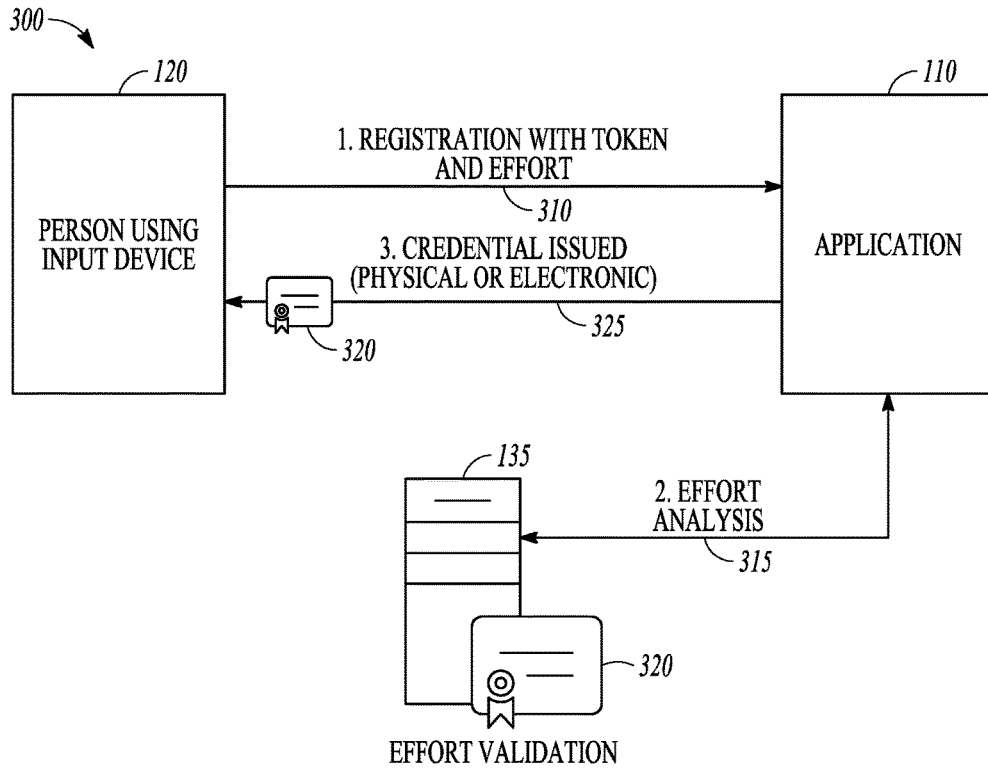 300
120
110
1. REGISTRATION WITH TOKEN
AND EFFORT
310
PERSON USING
INPUT DEVICE
APPLICATION
3. CREDENTIAL ISSUED
(PHYSICAL OR ELECTRONIC)
325
320
135
2. EFFORT
ANALYSIS
315
320
EFFORT VALIDATION